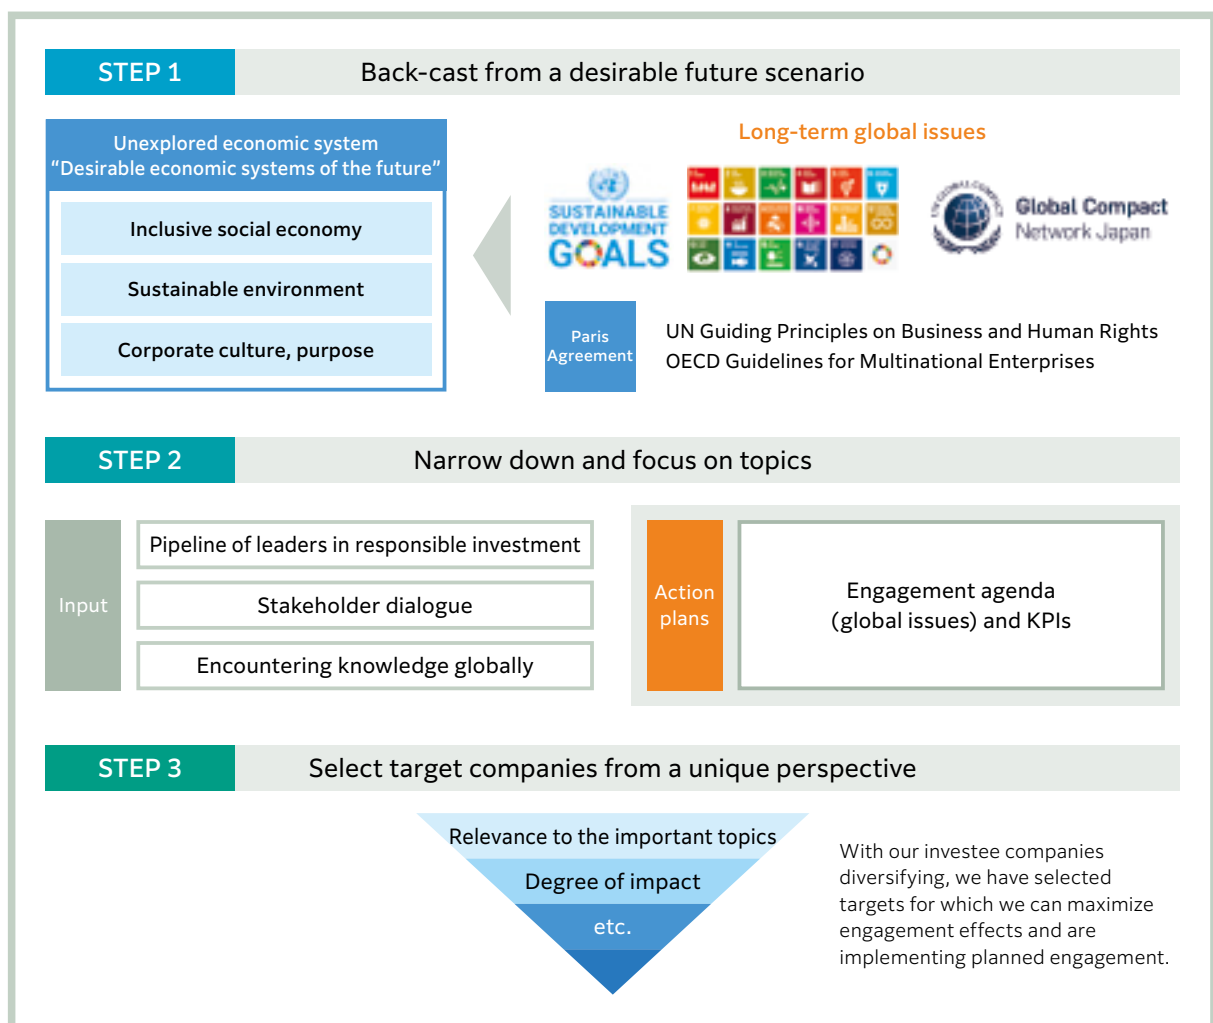 STEP 1
Back-cast from a desirable future scenario
Unexplored economic system
“Desirable economic systems of the future”
Inclusive social economy
Sustainable environment
Corporate culture, purpose
Long-term global issues
SUSTAINABLE
DEVELOPMENT
GOALS
Global Compact
Network Japan
Paris
Agreement
UN Guiding Principles on Business and Human Rights
OECD Guidelines for Multinational Enterprises
STEP 2
Narrow down and focus on topics
Input
Pipeline of leaders in responsible investment
Stakeholder dialogue
Encountering knowledge globally
Action
plans
Engagement agenda
(global issues) and KPIs
STEP 3
Select target companies from a unique perspective
Relevance to the important topics
Degree of impact
etc.
With our investee companies
diversifying, we have selected
targets for which we can maximize
engagement effects and are
implementing planned engagement.